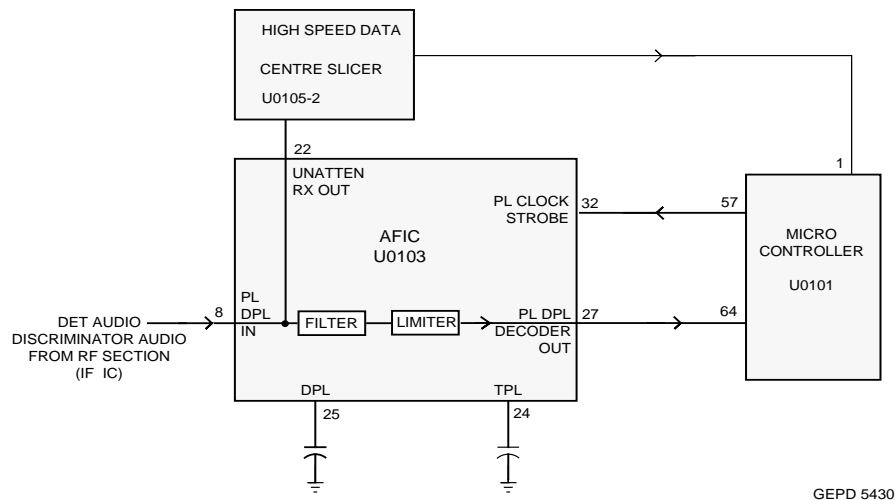 HIGH SPEED DATA
CENTRE SLICER
U0105-2
22
UNATTEN
RX OUT
1
PL CLOCK
STROBE
32
57
AFIC
U0103
MICRO
CONTROLLER
U0101
8
PL
DPL
IN
FILTER
LIMITER
PL DPL
DECODER
OUT
27
64
DET AUDIO
DISCRIMINATOR AUDIO
FROM RF SECTION
(IF IC)
DPL
25
TPL
24
GEPD 5430